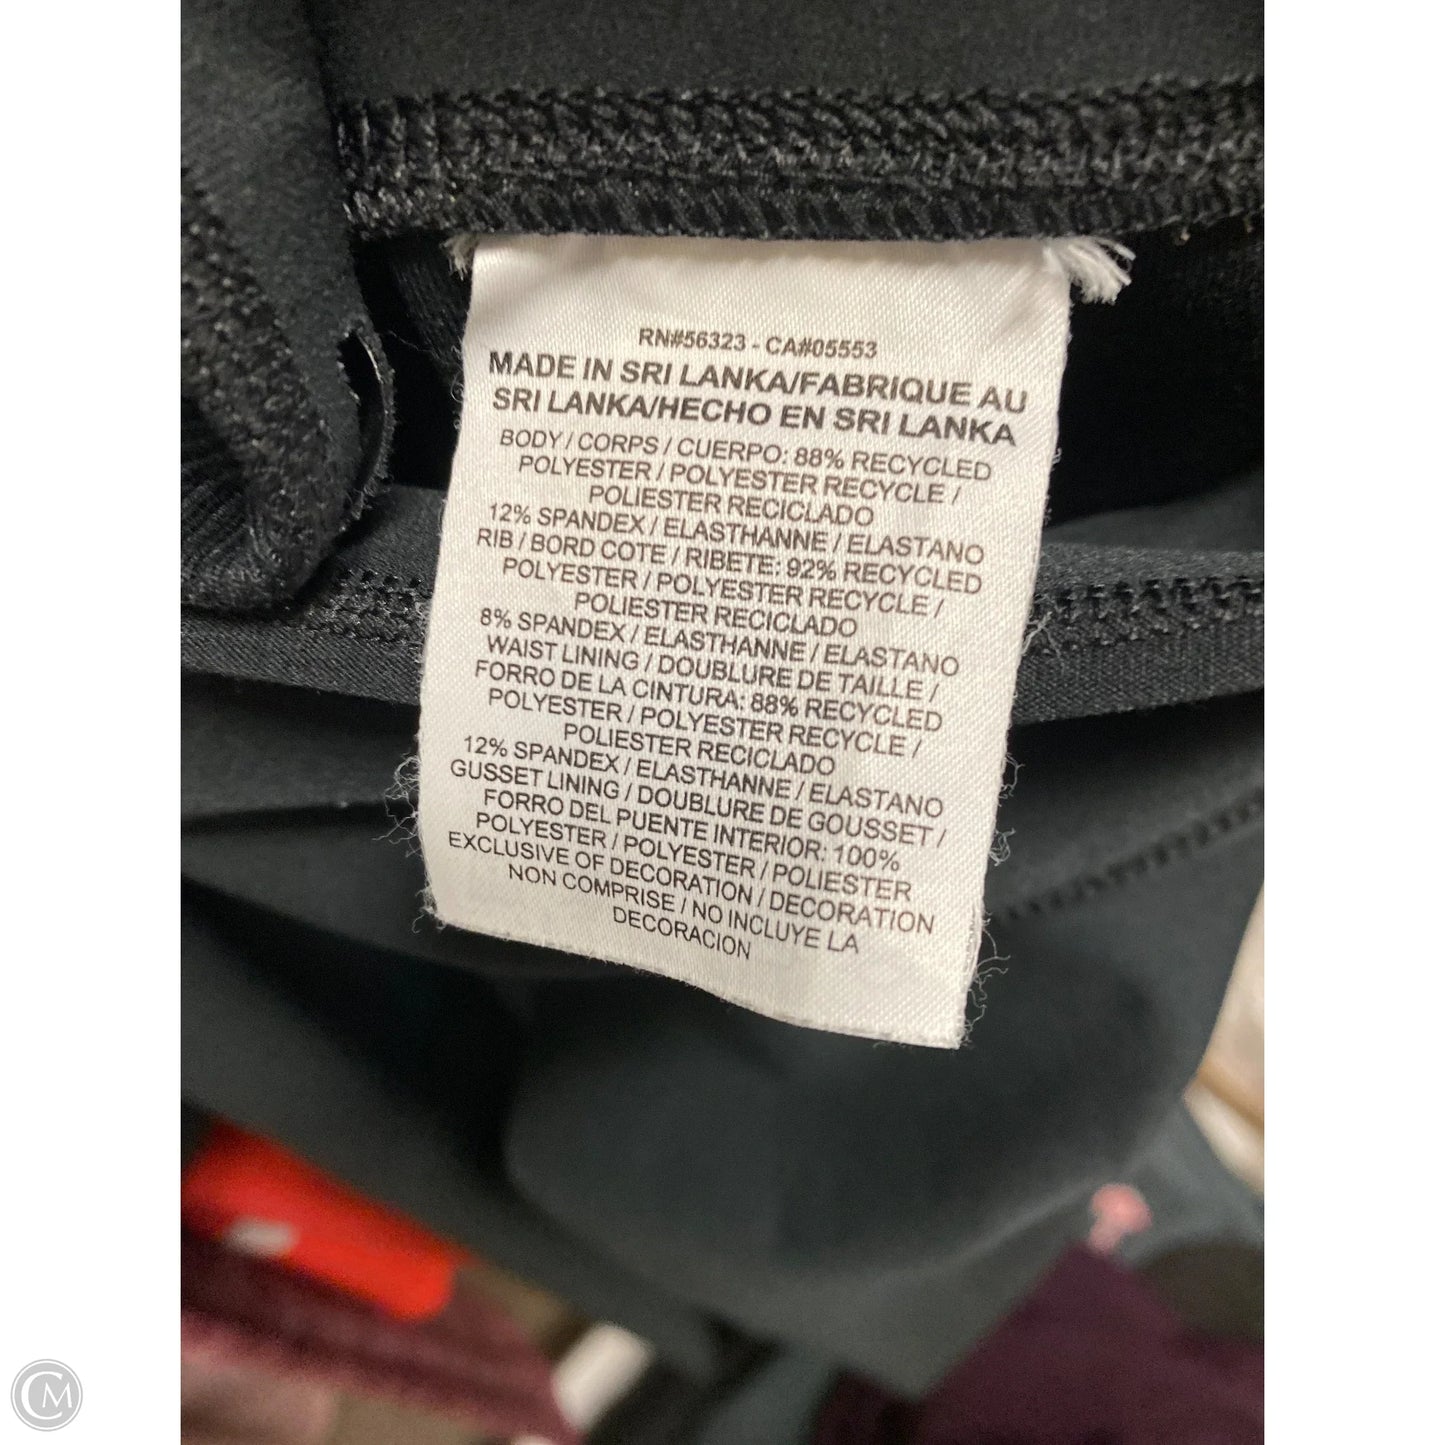 RN#56323 - CA#05553
MADE IN SRI LANKA/FABRIQUE AU
SRI LANKA/HECHO EN SRI LANKA
BODY / CORPS / CUERPO: 88% RECYCLED
POLYESTER / POLYESTER RECYCLE /
POLIESTER RECICLADO
12% SPANDEX / ELASTHANNE / ELASTANO
RIB / BORD COTE / RIBETE: 92% RECYCLED
POLYESTER / POLYESTER RECYCLE /
POLIESTER RECICLADO
8% SPANDEX / ELASTHANNE / ELASTANO
WAIST LINING / DOUBLURE DE TAILLE /
FORRO DE LA CINTURA: 88% RECYCLED
POLYESTER / POLYESTER RECYCLE /
POLIESTER RECICLADO
12% SPANDEX / ELASTHANNE / ELASTANO
GUSSET LINING / DOUBLURE DE GOUSSET /
FORRO DEL PUENTE INTERIOR: 100%
POLYESTER / POLYESTER / POLIESTER
EXCLUSIVE OF DECORATION / DECORATION
NON COMPRISE / NO INCLUYE LA
DECORACION
CM